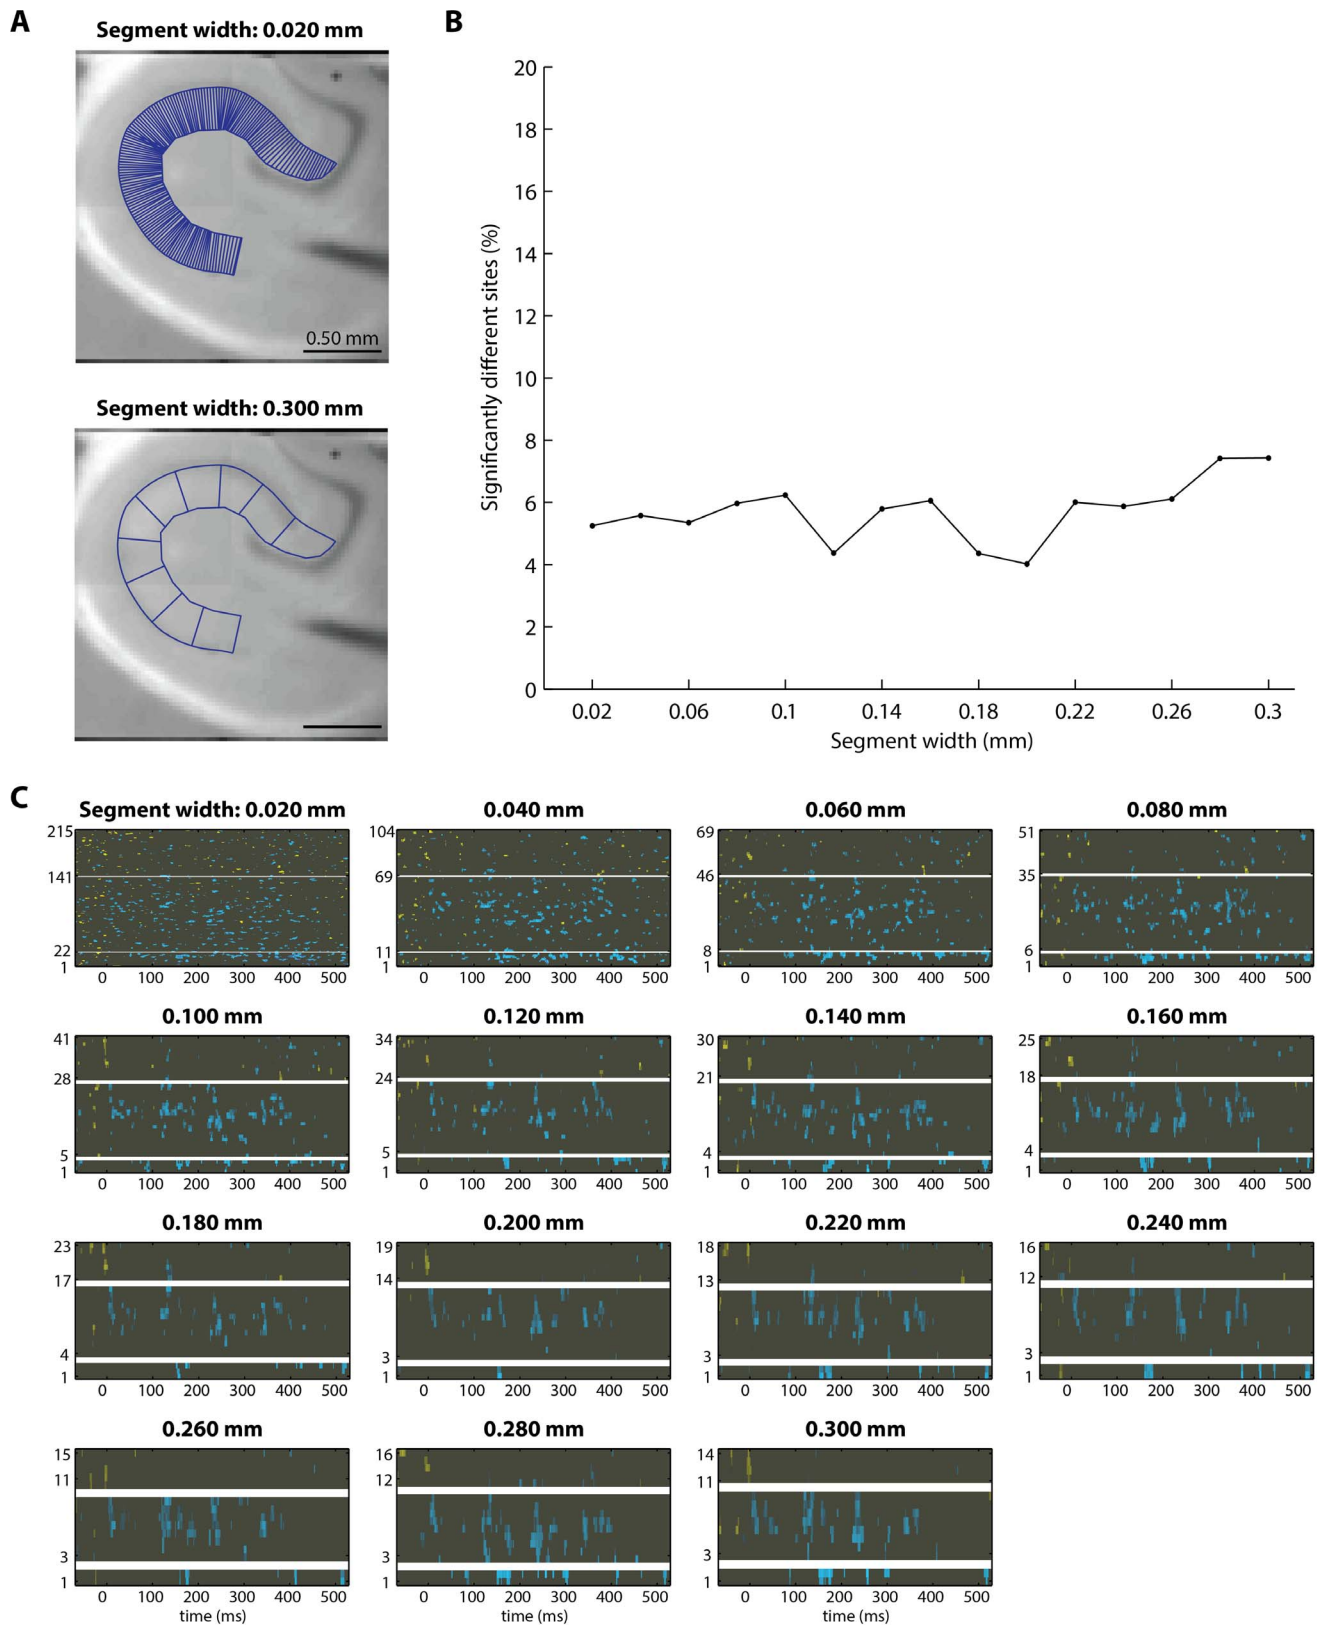 A
Segment width: 0.020 mm
0.50 mm
Segment width: 0.300 mm
B
Significantly different sites (%)
20
18
16
14
12
10
8
6
4
2
0
0.02 0.06 0.1 0.14 0.18 0.22 0.26 0.3
Segment width (mm)
C
Segment width: 0.020 mm
215
141
22
1
0 100 200 300 400 500
0.040 mm
104
69
11
1
0 100 200 300 400 500
0.060 mm
69
46
8
1
0 100 200 300 400 500
0.080 mm
51
35
6
1
0 100 200 300 400 500
0.100 mm
41
28
5
1
0 100 200 300 400 500
0.120 mm
34
24
5
1
0 100 200 300 400 500
0.140 mm
30
21
4
1
0 100 200 300 400 500
0.160 mm
25
18
4
1
0 100 200 300 400 500
0.180 mm
23
17
4
1
0 100 200 300 400 500
0.200 mm
19
14
3
1
0 100 200 300 400 500
0.220 mm
18
13
3
1
0 100 200 300 400 500
0.240 mm
16
12
3
1
0 100 200 300 400 500
0.260 mm
15
11
3
1
0 100 200 300 400 500
time (ms)
0.280 mm
16
12
3
1
0 100 200 300 400 500
time (ms)
0.300 mm
14
11
3
1
0 100 200 300 400 500
time (ms)